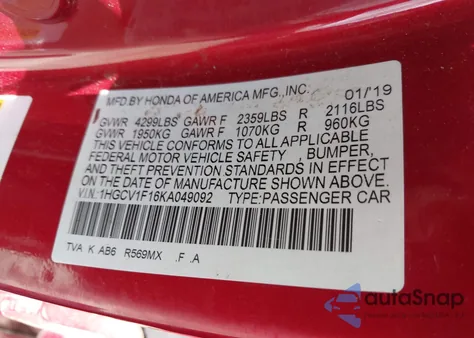 MFD.BY HONDA OF AMERICA MFG.,INC. 01/'19
GVWR 4299LBS GAWR F 2359LBS R 2116LBS
GVWR 1950KG GAWR F 1070KG R 960KG
THIS VEHICLE CONFORMS TO ALL APPLICABLE
FEDERAL MOTOR VEHICLE SAFETY , BUMPER,
AND THEFT PREVENTION STANDARDS IN EFFECT
ON THE DATE OF MANUFACTURE SHOWN ABOVE.
V.I.N: 1HGCV1F16KA049092 TYPE:PASSENGER CAR
TVA K AB6 R569MX .F .A
autoSnap